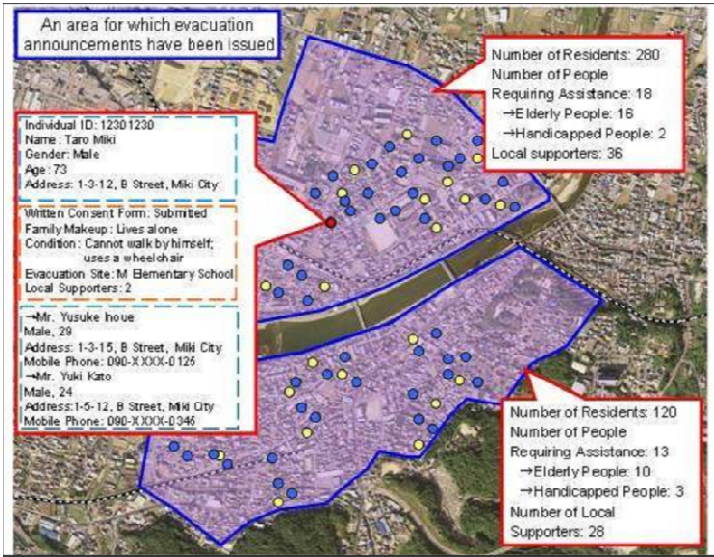 An area for which evacuation
announcements have been issued
Number of Residents: 280
Number of People
Requiring Assistance: 18
→Elderly People: 16
→Handicapped People: 2
Local supporters: 36
Individual ID: 12301230
Name: Taro Miki
Gender: Male
Age: 73
Address: 1-3-12, B Street, Miki City
Written Consent Form: Submitted
Family Makeup: Lives alone
Condition: Cannot walk by himself;
uses a wheelchair
Evacuation Site: M Elementary School
Local Supporters: 2
→Mr. Yusuke Inoue
Male, 29
Address: 1-3-15, B Street, Miki City
Mobile Phone: 090-XXXX-0126
→Mr. Yuki Kato
Male, 24
Address:1-5-12, B Street, Miki City
Mobile Phone: 090-XXXX-0346
Number of Residents: 120
Number of People
Requiring Assistance: 13
→Elderly People: 10
→Handicapped People: 3
Number of Local
Supporters: 28